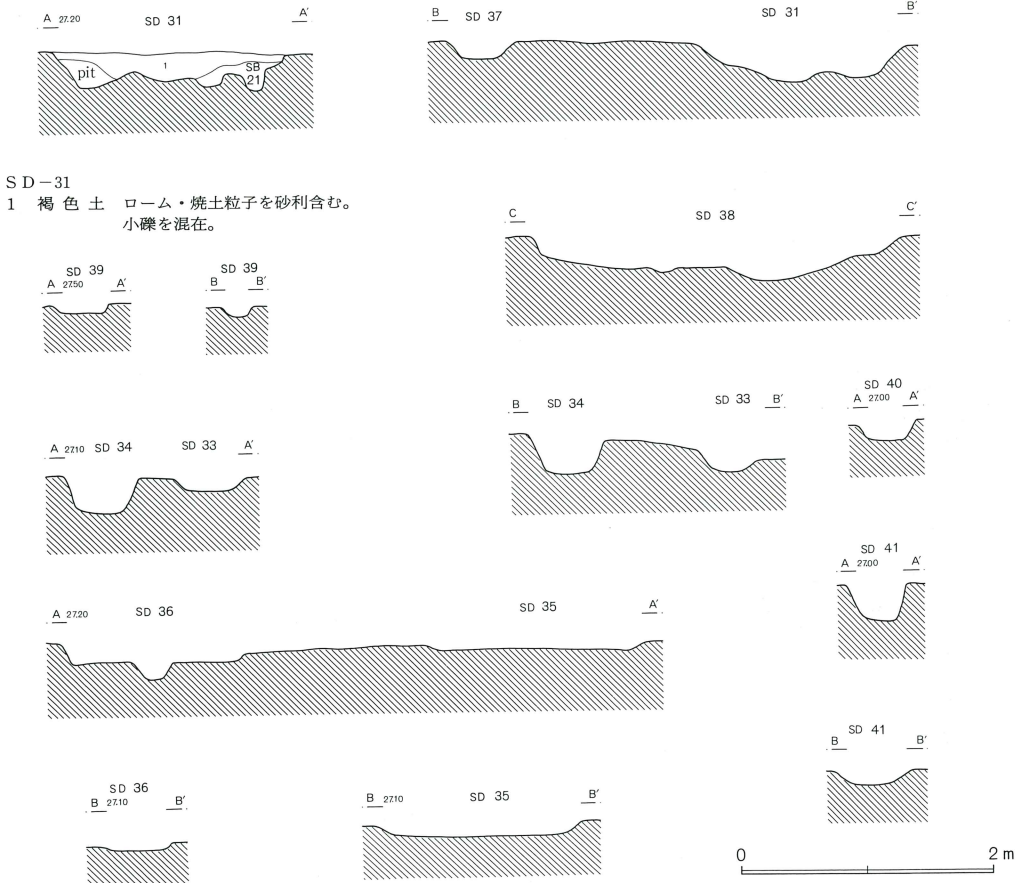 A 27.20 SD 31 A′
pit 1 SB
21
B SD 37 SD 31 B′
SD－31
1 褐 色 土 ローム・焼土粒子を砂利含む。
小礫を混在。
C SD 38 C′
SD 39
A 27.50 A′
SD 39
B B′
A 27.10 SD 34 SD 33 A′
B SD 34 SD 33 B′
SD 40
A 27.00 A′
SD 41
A 27.00 A′
A 27.20 SD 36 SD 35 A′
SD 41
B B′
SD 36
B 27.10 B′
B 27.10 SD 35 B′
0 2 m